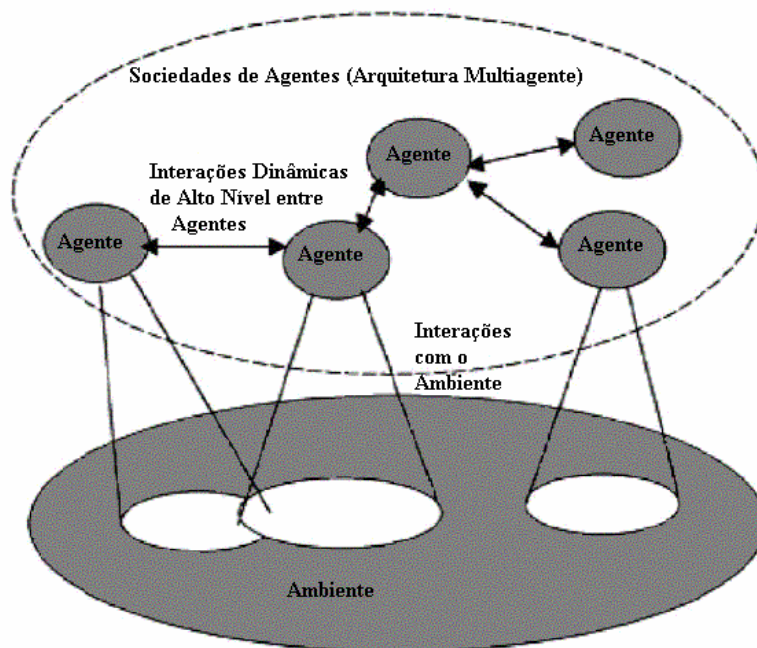 Sociedades de Agentes (Arquitetura Multiagente)
Agente
Agente
Interações Dinâmicas
de Alto Nível entre
Agentes
Agente
Agente
Agente
Interações
com o
Ambiente
Ambiente